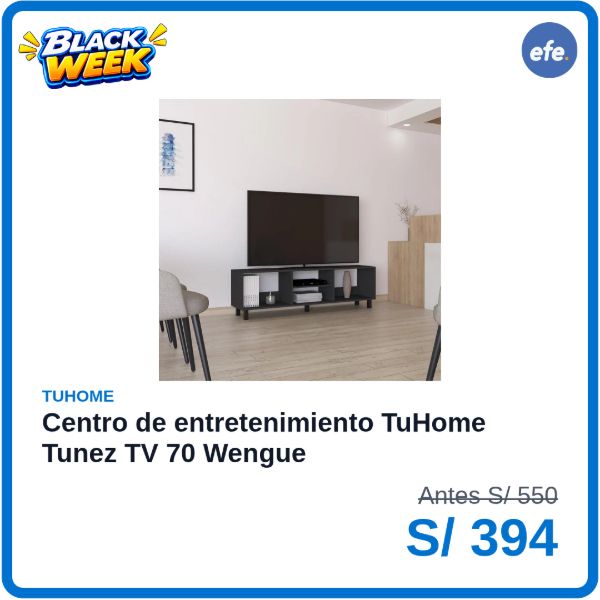 BLACK
WEEK
efe.
TUHOME
Centro de entretenimiento TuHome
Tunez TV 70 Wengue
Antes S/ 550
S/ 394